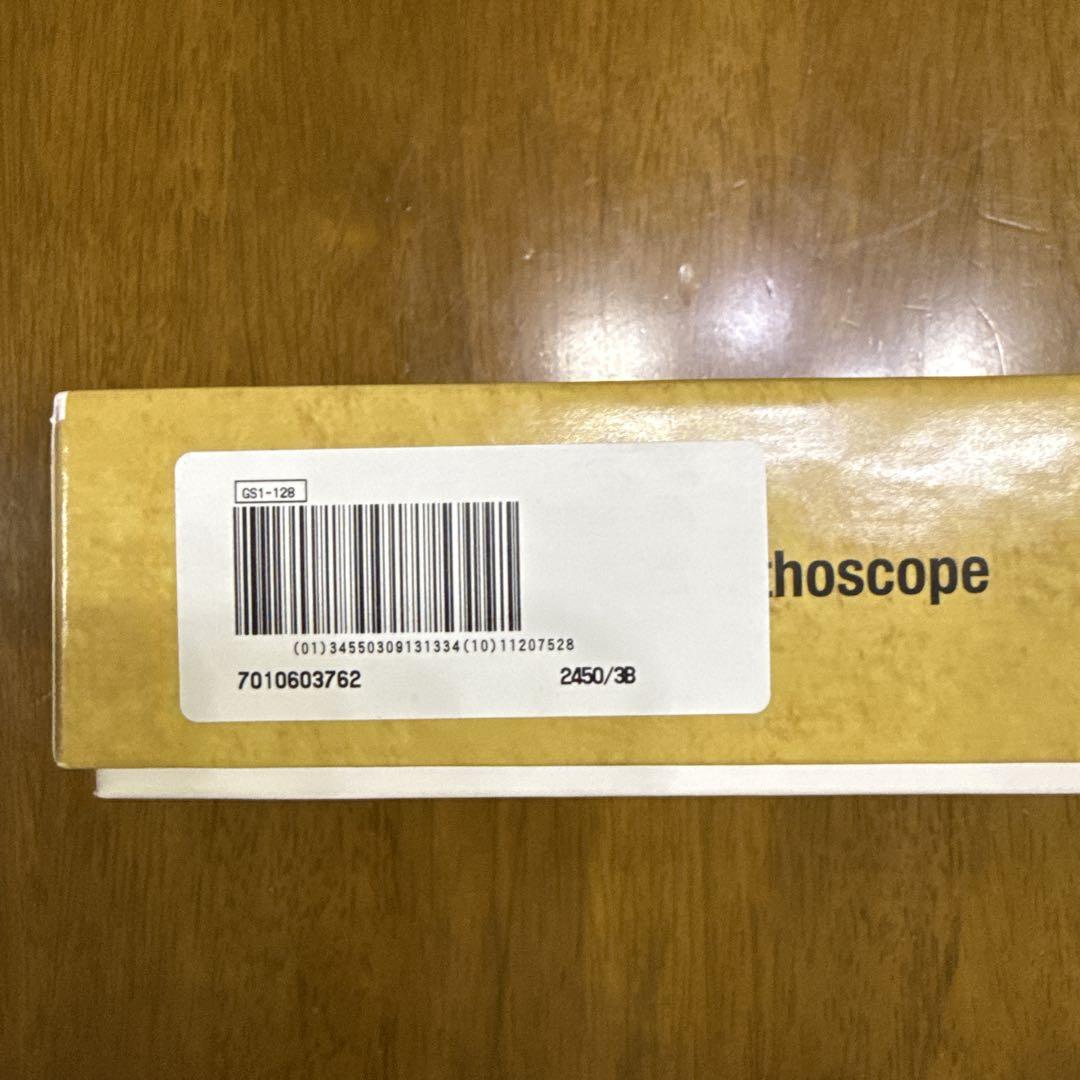 GS1-128
(01)34550309131334(10)11207528
7010603762
2450/3B
thoscope